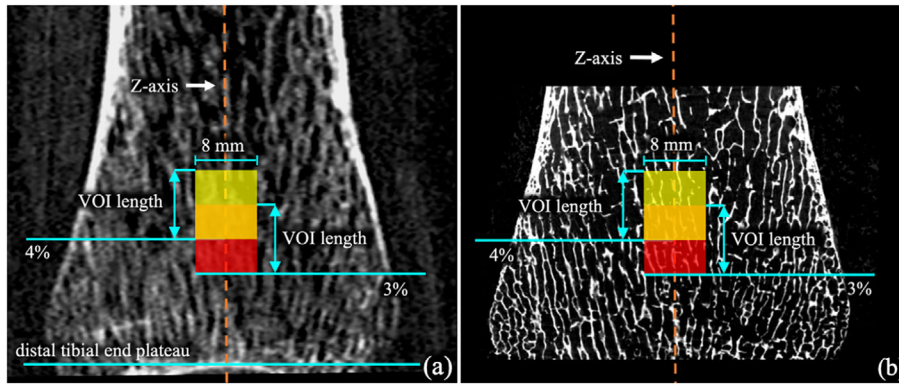 Z-axis
8 mm
VOI length
VOI length
4%
3%
distal tibial end plateau
(a)
Z-axis
8 mm
VOI length
VOI length
4%
3%
(b)